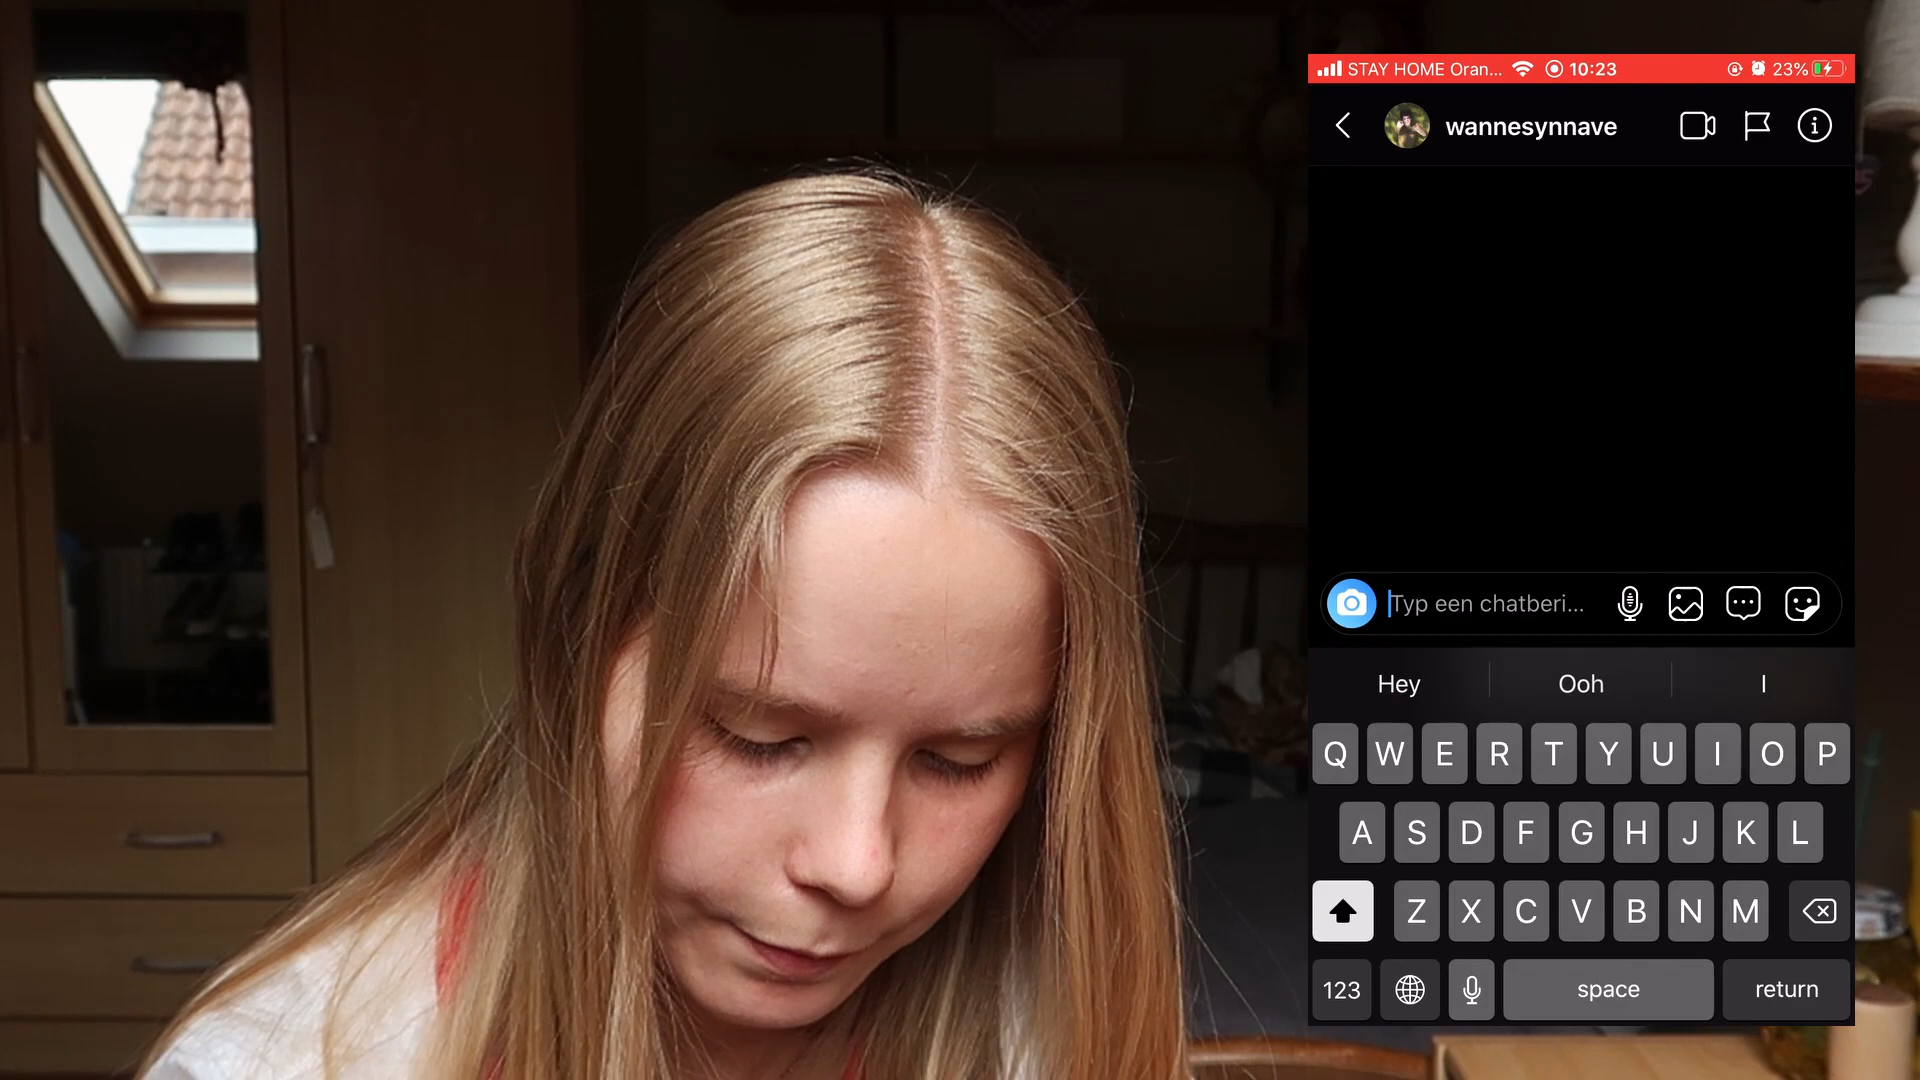 STAY HOME Oran... 10:23 23%
wannesynnave
Typ een chatberi...
Hey Ooh I
Q W E R T Y U I O P
A S D F G H J K L
Z X C V B N M
123 space return